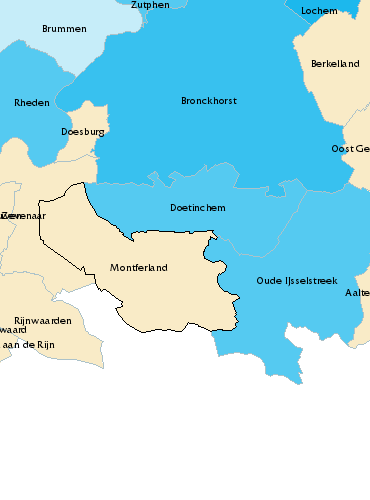 Zutphen
Lochem
Brummen
Berkelland
Rheden
Bronckhorst
Doesburg
Oost Ge
Doetinchem
Zevenaar
Montferland
Oude IJsselstreek
Aalte
Rijnwaarden
waard
aan de Rijn